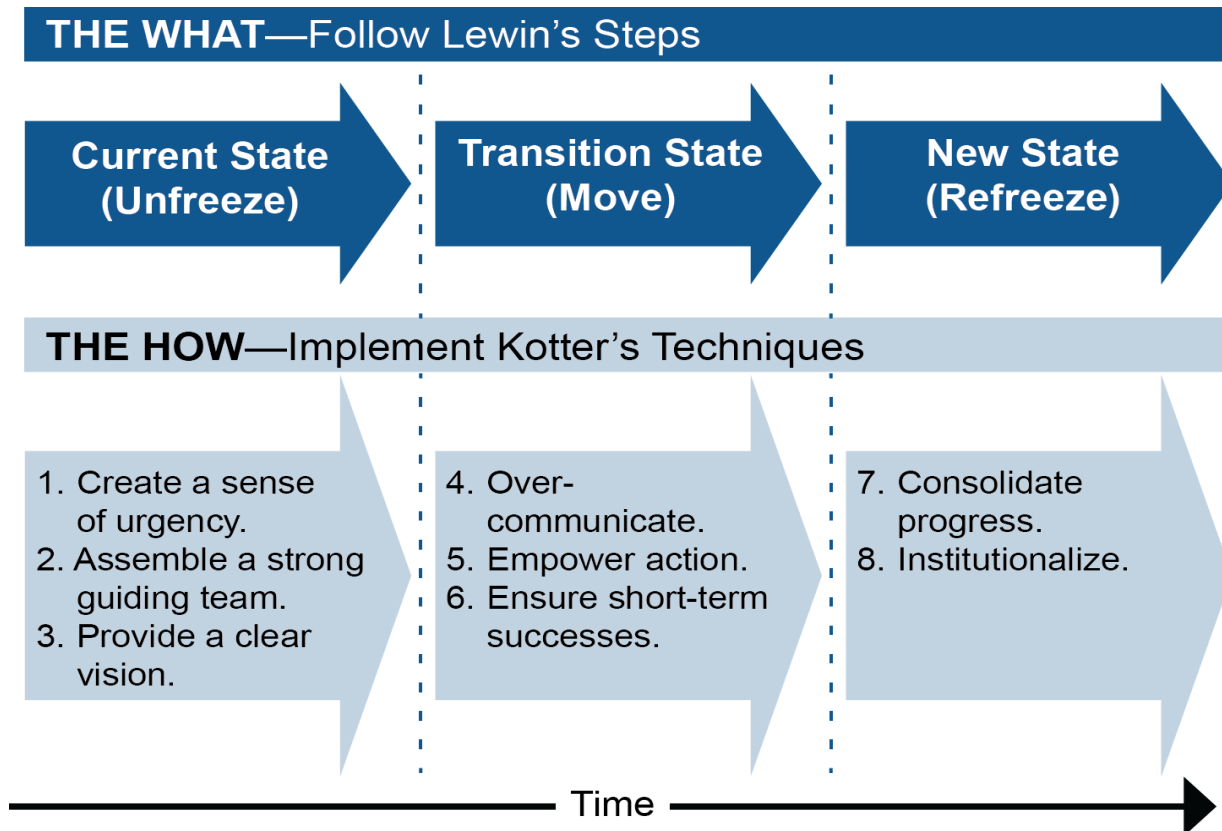 THE WHAT—Follow Lewin’s Steps
Current State
(Unfreeze)
Transition State
(Move)
New State
(Refreeze)
THE HOW—Implement Kotter’s Techniques
1. Create a sense
of urgency.
2. Assemble a strong
guiding team.
3. Provide a clear
vision.
4. Over-
communicate.
5. Empower action.
6. Ensure short-term
successes.
7. Consolidate
progress.
8. Institutionalize.
Time